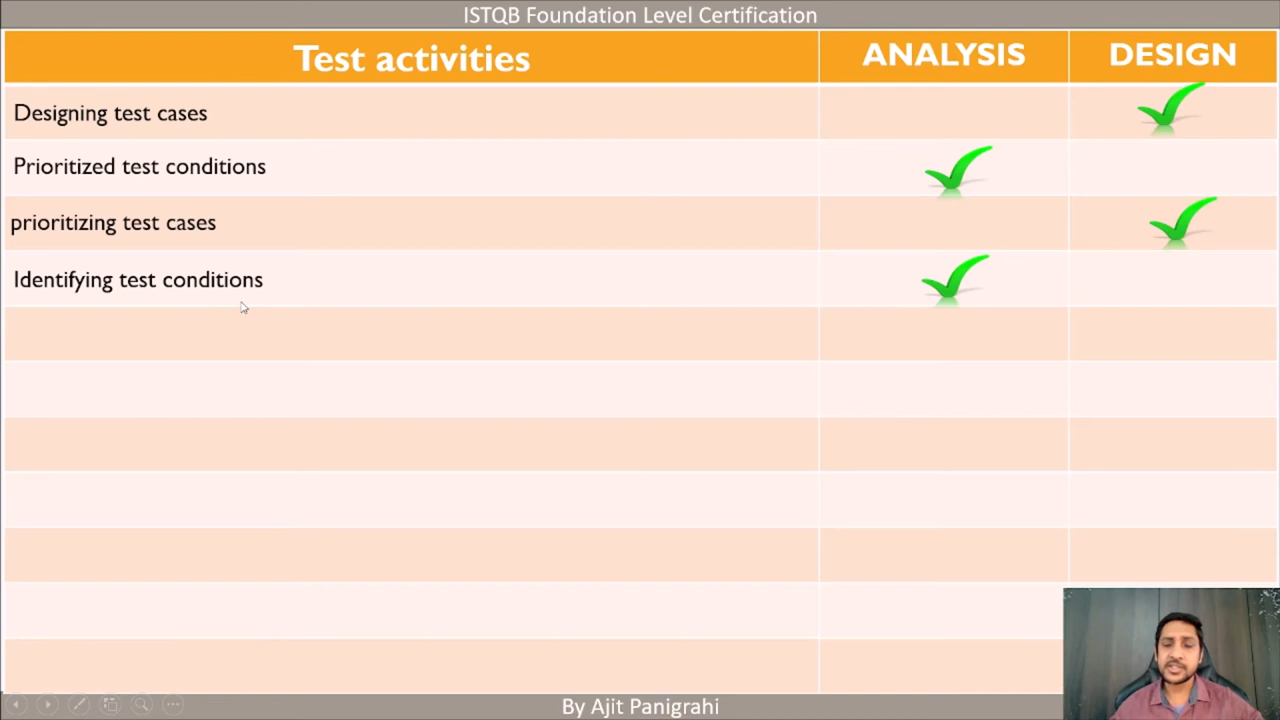 ISTQB Foundation Level Certification
Test activities ANALYSIS DESIGN
Designing test cases
Prioritized test conditions
prioritizing test cases
Identifying test conditions
By Ajit Panigrahi